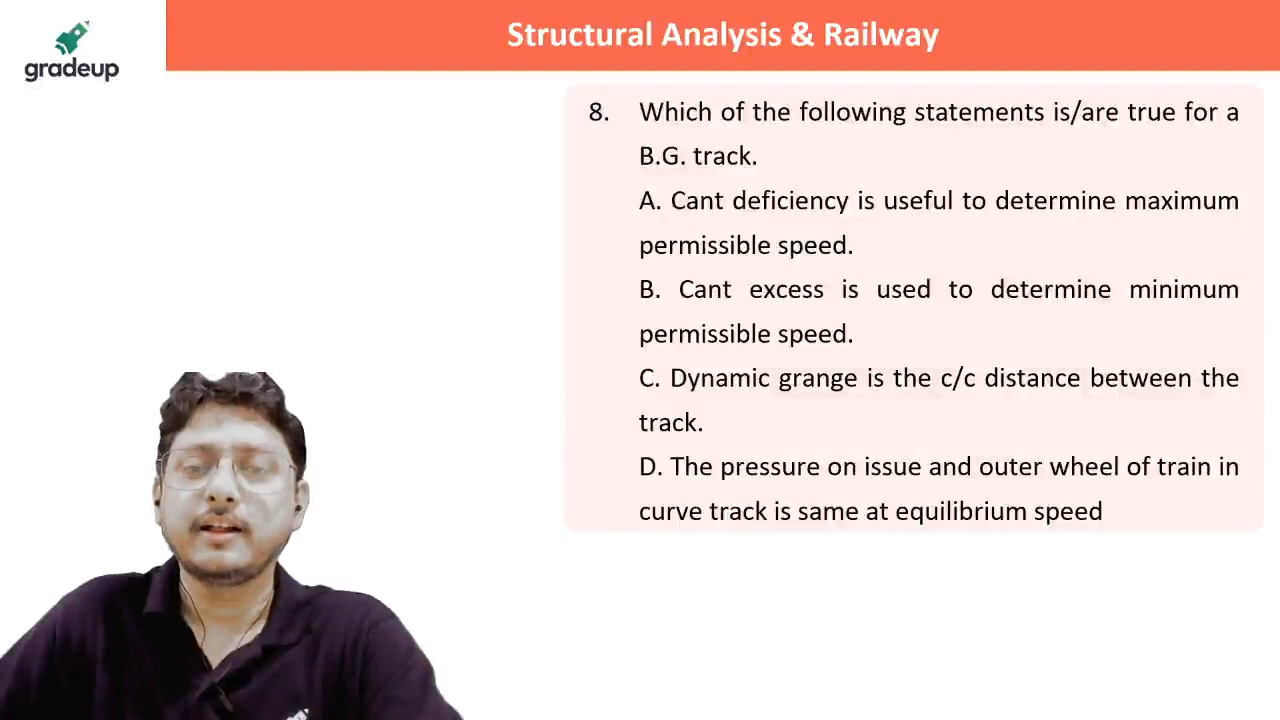 gradeup
Structural Analysis & Railway
8. Which of the following statements is/are true for a
B.G. track.
A. Cant deficiency is useful to determine maximum
permissible speed.
B. Cant excess is used to determine minimum
permissible speed.
C. Dynamic grange is the c/c distance between the
track.
D. The pressure on issue and outer wheel of train in
curve track is same at equilibrium speed